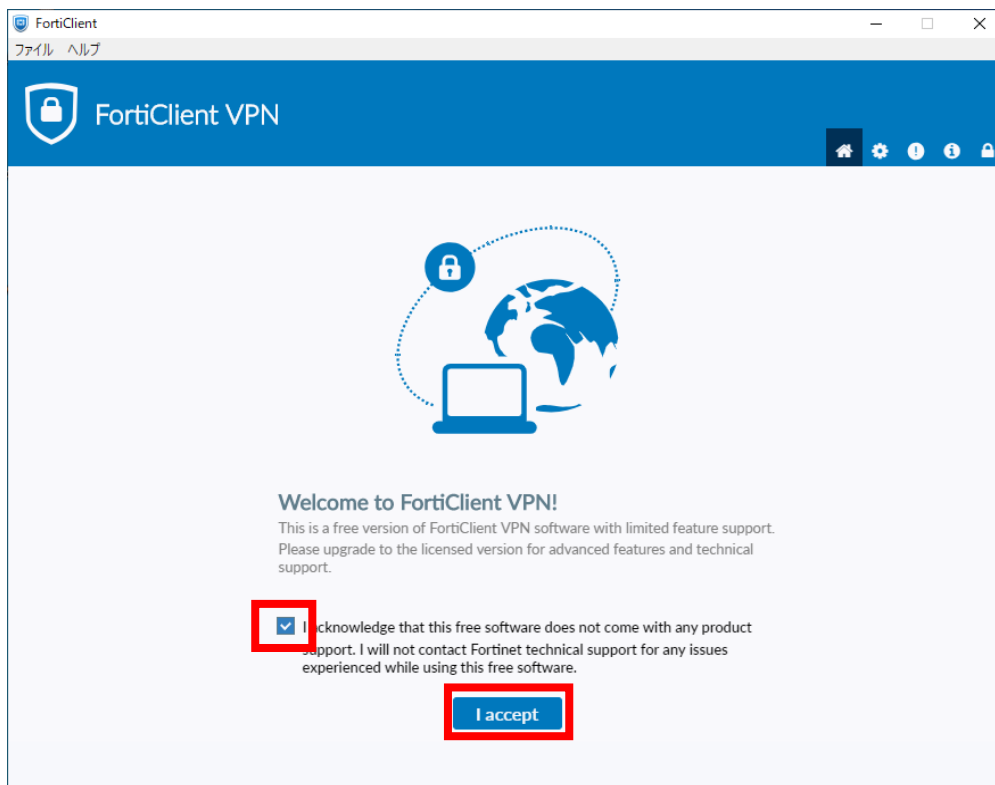 FortiClient
ファイル ヘルプ
FortiClient VPN
Welcome to FortiClient VPN!
This is a free version of FortiClient VPN software with limited feature support.
Please upgrade to the licensed version for advanced features and technical
support.
I acknowledge that this free software does not come with any product
support. I will not contact Fortinet technical support for any issues
experienced while using this free software.
I accept